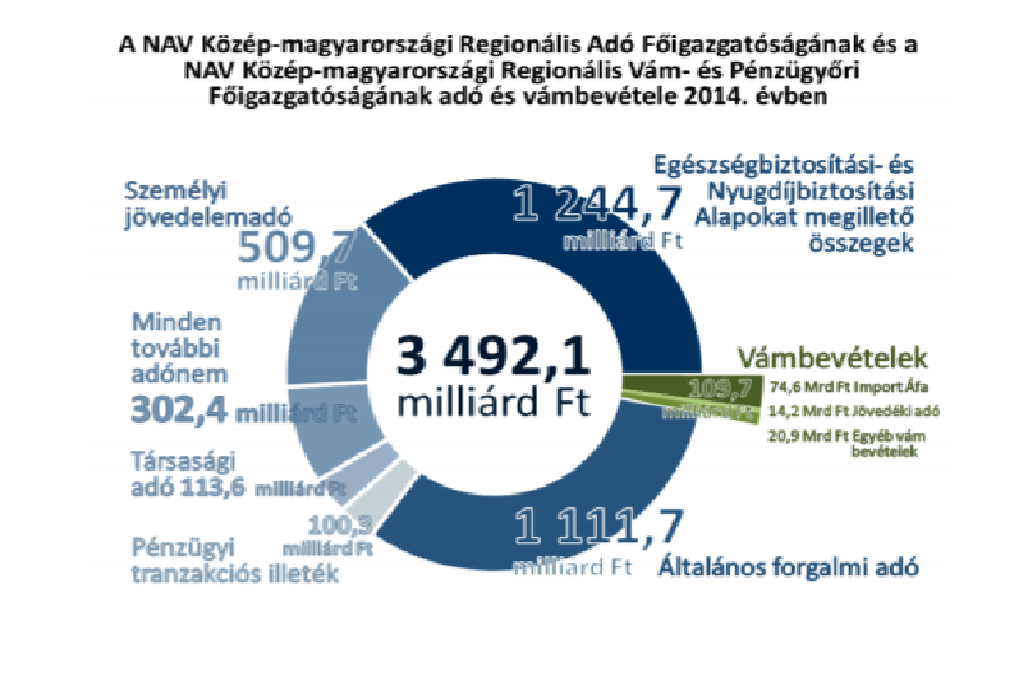 A NAV Közép-magyarországi Regionális Adó Főigazgatóságának és a
NAV Közép-magyarországi Regionális Vám- és Pénzügyőri
Főigazgatóságának adó és vámbevétele 2014. évben
Egészségbiztosítási- és
Nyugdíjbiztosítási
Alapokat megillető
összegek
1 244,7
milliárd Ft
Személyi
jövedelemadó
509,7
milliárd Ft
Minden
további
adónem
302,4 milliárd Ft
3 492,1
milliárd Ft
Vámbevételek
109,7
milliárd Ft
74,6 Mrd Ft Import Áfa
14,2 Mrd Ft Jövedéki adó
20,9 Mrd Ft Egyéb vám
bevételek
Társasági
adó 113,6 milliárd Ft
100,3
milliárd Ft
Pénzügyi
tranzakciós illeték
1 111,7
milliárd Ft
Általános forgalmi adó